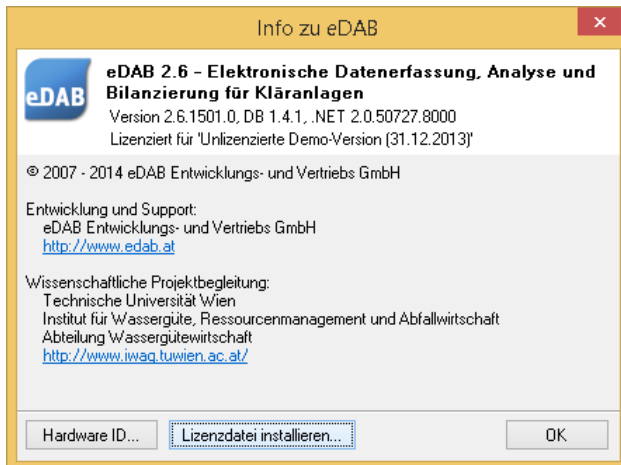 Info zu eDAB
eDAB
eDAB 2.6 - Elektronische Datenerfassung, Analyse und
Bilanzierung für Kläranlagen
Version 2.6.1501.0, DB 1.4.1, .NET 2.0.50727.8000
Lizenziert für 'Unlizenzierte Demo-Version (31.12.2013)'
© 2007 - 2014 eDAB Entwicklungs- und Vertriebs GmbH
Entwicklung und Support:
eDAB Entwicklungs- und Vertriebs GmbH
http://www.edab.at
Wissenschaftliche Projektbegleitung:
Technische Universität Wien
Institut für Wassergüte, Ressourcenmanagement und Abfallwirtschaft
Abteilung Wassergütewirtschaft
http://www.iwag.tuwien.ac.at/
Hardware ID... Lizenzdatei installieren... OK